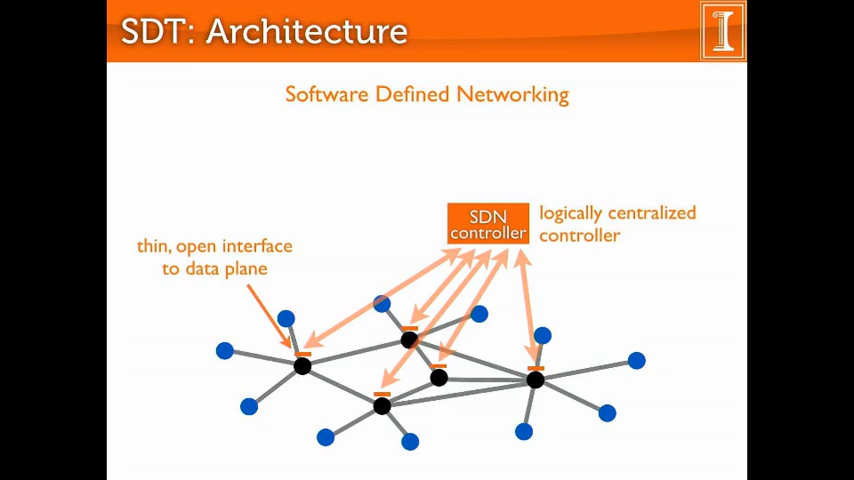 SDT: Architecture
Software Defined Networking
SDN
controller
logically centralized
controller
thin, open interface
to data plane